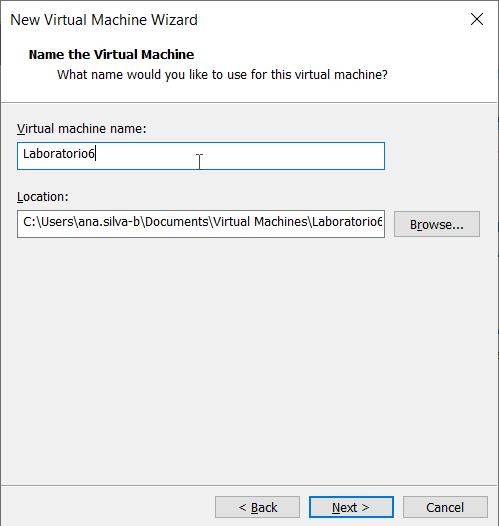 New Virtual Machine Wizard
Name the Virtual Machine
What name would you like to use for this virtual machine?
Virtual machine name:
Laboratorio6
Location:
C:\Users\ana.silva-b\Documents\Virtual Machines\Laboratorio6
Browse...
< Back
Next >
Cancel